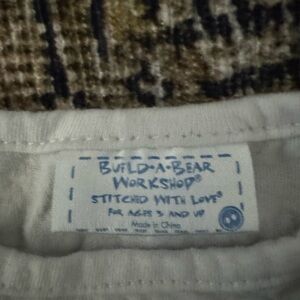 BUILD-A-BEAR
WORKSHOP®
STITCHED WITH LOVE®
FOR AGES 3 AND UP
Made in China